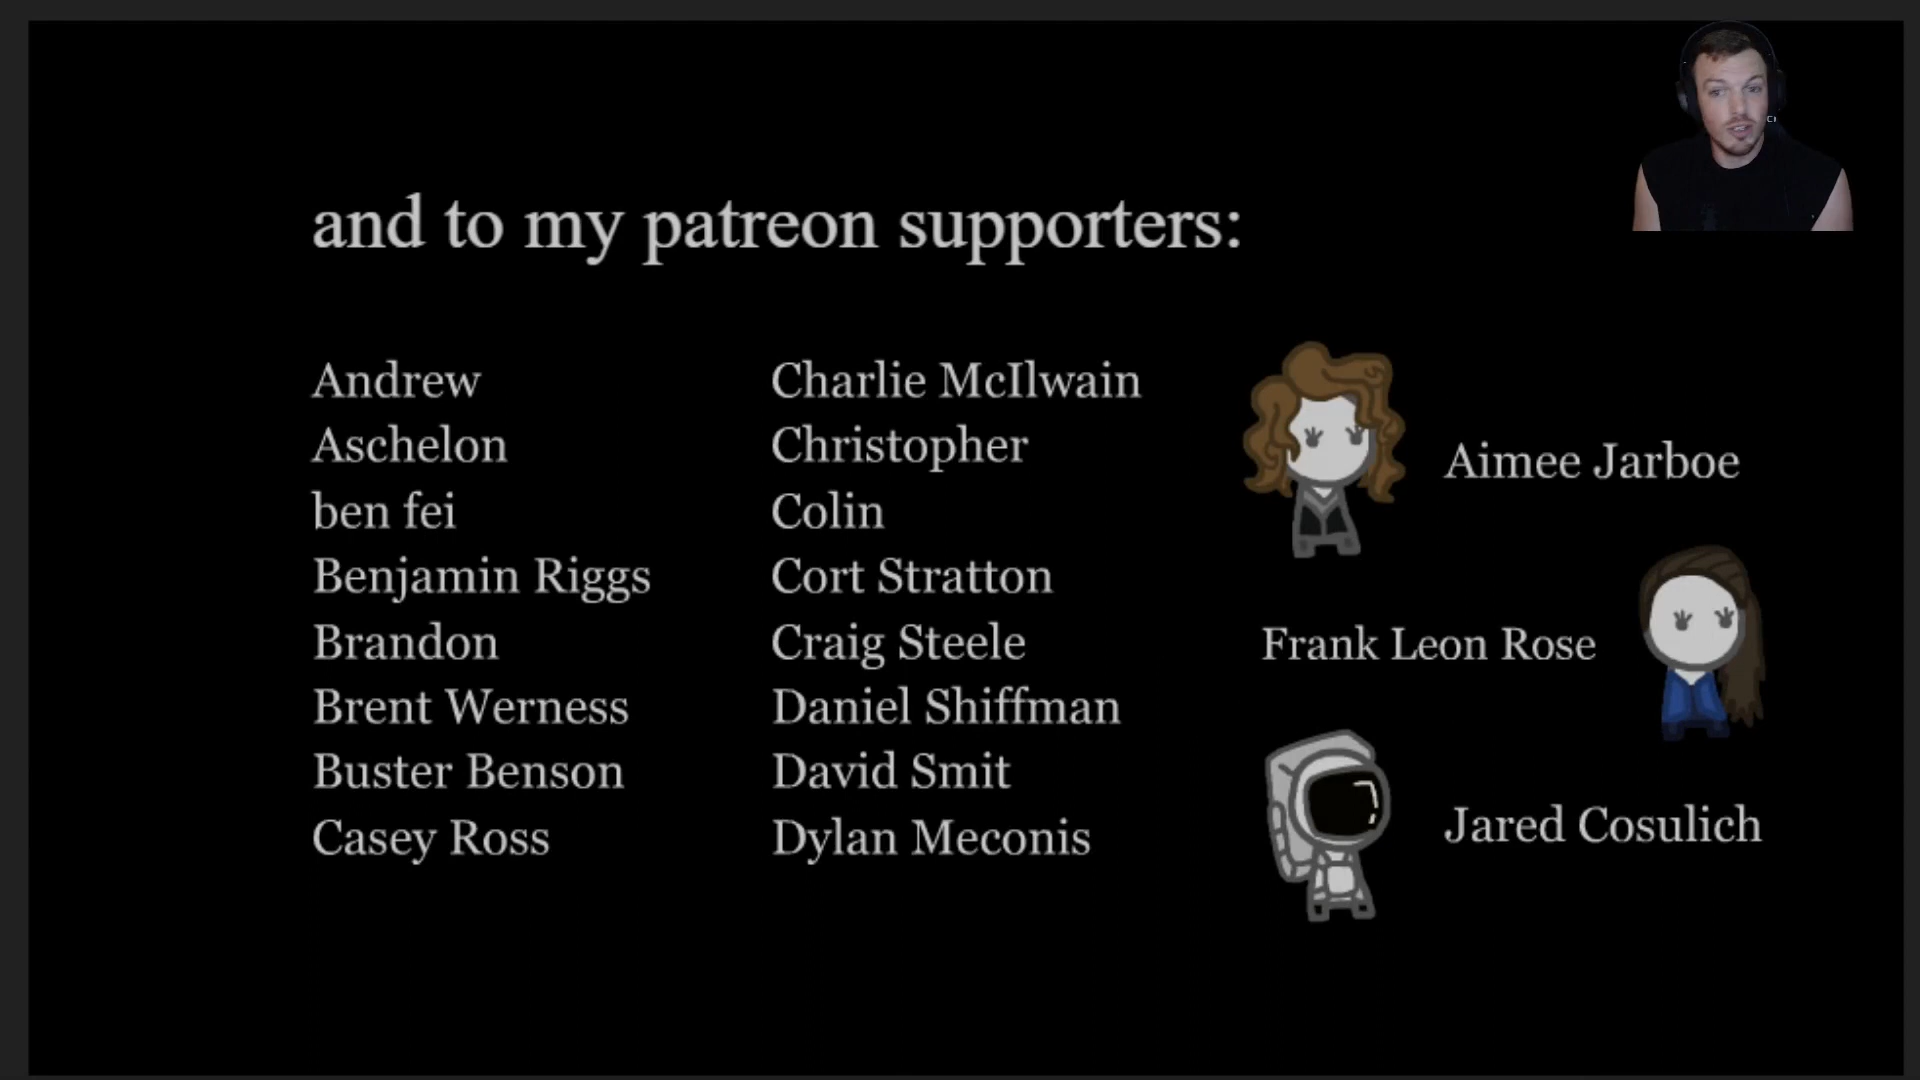 and to my patreon supporters:
Andrew
Aschelon
ben fei
Benjamin Riggs
Brandon
Brent Werness
Buster Benson
Casey Ross
Charlie McIlwain
Christopher
Colin
Cort Stratton
Craig Steele
Daniel Shiffman
David Smit
Dylan Meconis
Aimee Jarboe
Frank Leon Rose
Jared Cosulich